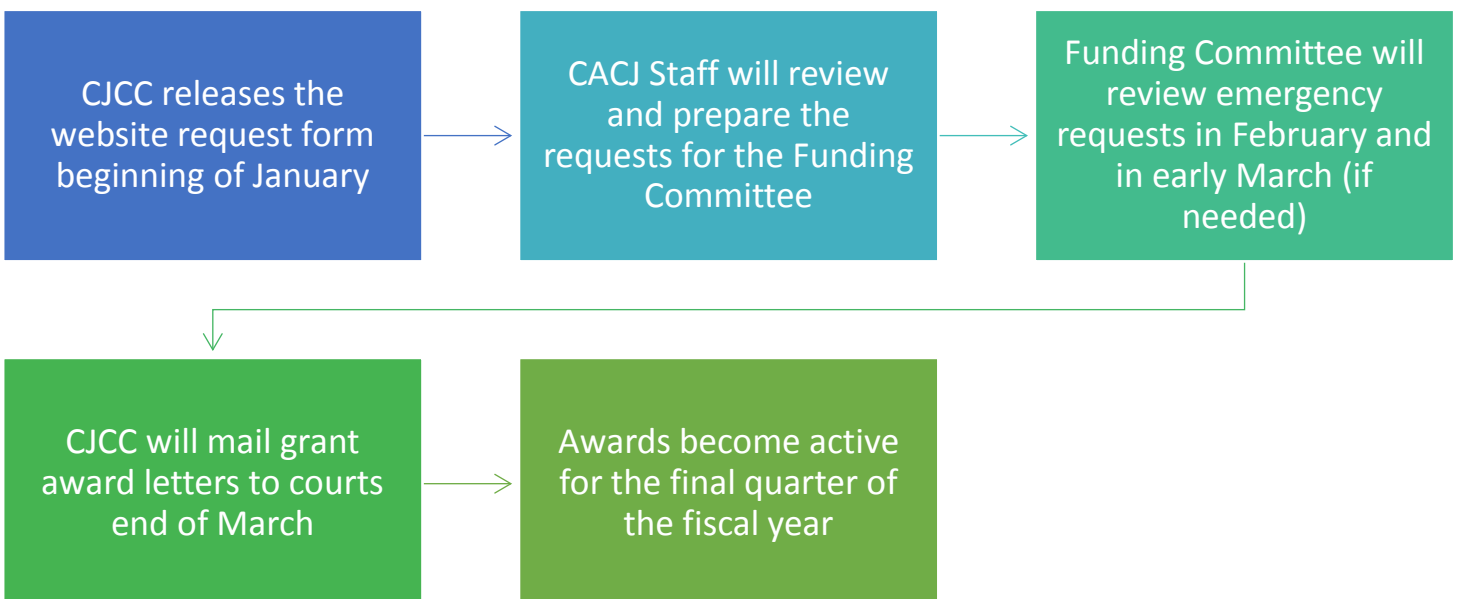 CJCC releases the
website request form
beginning of January
CACJ Staff will review
and prepare the
requests for the Funding
Committee
Funding Committee will
review emergency
requests in February and
in early March (if
needed)
CJCC will mail grant
award letters to courts
end of March
Awards become active
for the final quarter of
the fiscal year